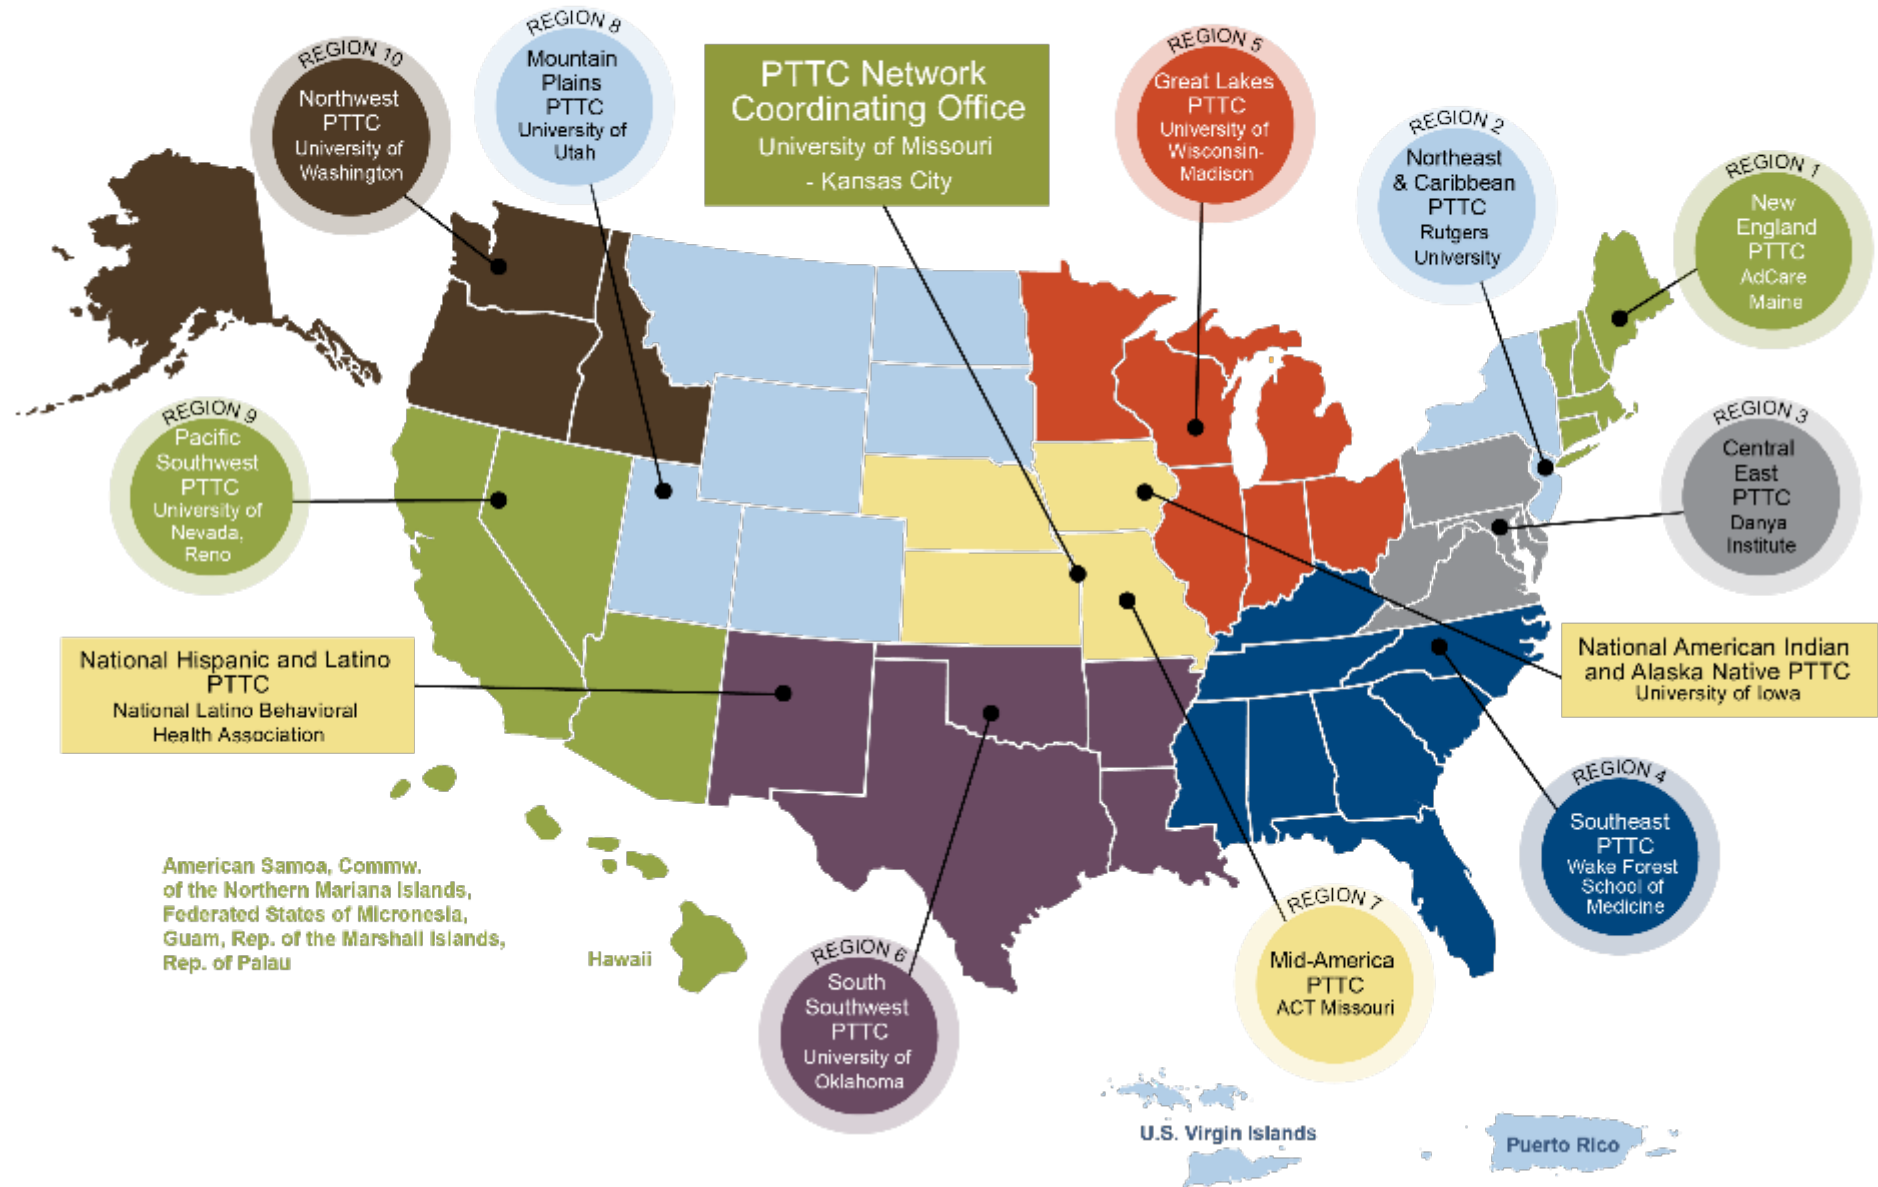 REGION 10
Northwest
PTTC
University of
Washington
REGION 8
Mountain
Plains
PTTC
University of
Utah
PTTC Network
Coordinating Office
University of Missouri
- Kansas City
REGION 5
Great Lakes
PTTC
University of
Wisconsin-
Madison
REGION 2
Northeast
& Caribbean
PTTC
Rutgers
University
REGION 1
New
England
PTTC
AdCare
Maine
REGION 9
Pacific
Southwest
PTTC
University of
Nevada,
Reno
REGION 3
Central
East
PTTC
Danya
Institute
National Hispanic and Latino
PTTC
National Latino Behavioral
Health Association
National American Indian
and Alaska Native PTTC
University of Iowa
REGION 4
Southeast
PTTC
Wake Forest
School of
Medicine
American Samoa, Commw.
of the Northern Mariana Islands,
Federated States of Micronesia,
Guam, Rep. of the Marshall Islands,
Rep. of Palau
Hawaii
REGION 6
South
Southwest
PTTC
University of
Oklahoma
REGION 7
Mid-America
PTTC
ACT Missouri
U.S. Virgin Islands
Puerto Rico